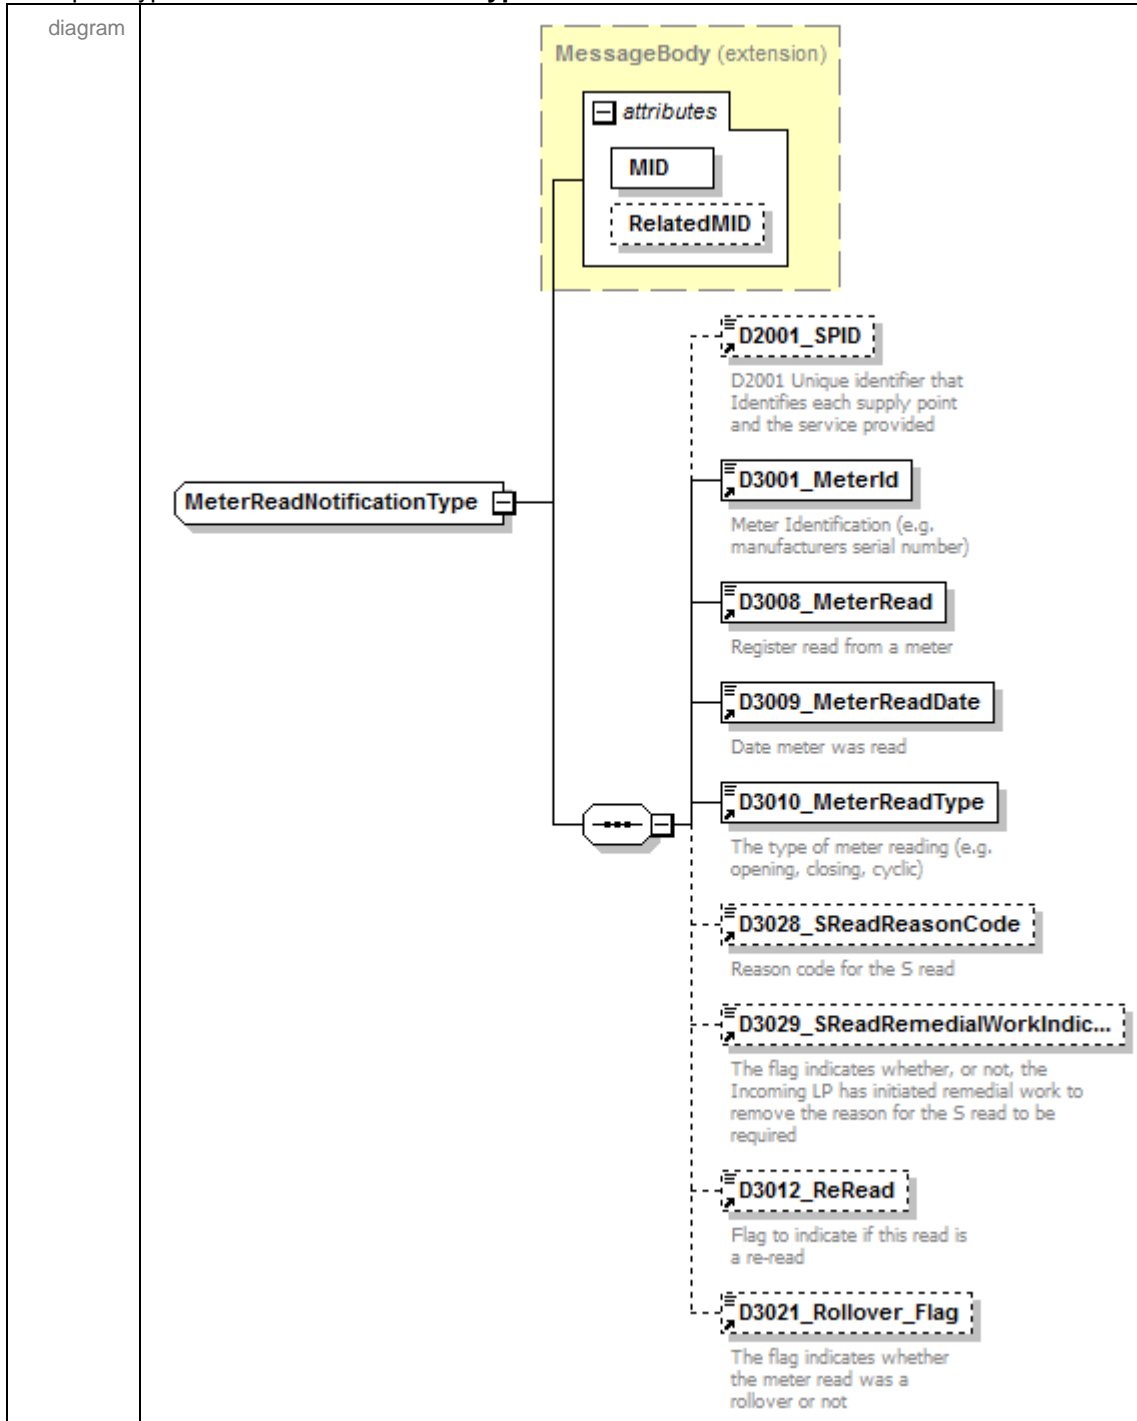 diagram
MessageBody (extension)
attributes
MID
RelatedMID
D2001_SPID
D2001 Unique identifier that
Identifies each supply point
and the service provided
MeterReadNotificationType
D3001_MeterId
Meter Identification (e.g.
manufacturers serial number)
D3008_MeterRead
Register read from a meter
D3009_MeterReadDate
Date meter was read
D3010_MeterReadType
The type of meter reading (e.g.
opening, closing, cyclic)
D3028_SReadReasonCode
Reason code for the S read
D3029_SReadRemedialWorkIndic...
The flag indicates whether, or not, the
Incoming LP has initiated remedial work to
remove the reason for the S read to be
required
D3012_ReRead
Flag to indicate if this read is
a re-read
D3021_Rollover_Flag
The flag indicates whether
the meter read was a
rollover or not